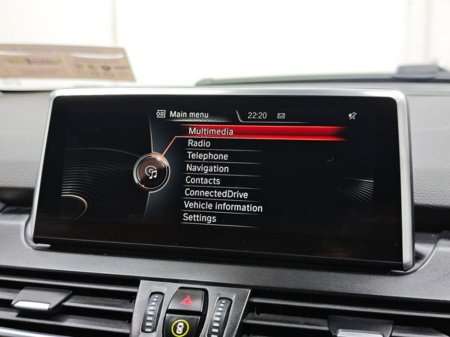 Main menu 22:20
Multimedia
Radio
Telephone
Navigation
Contacts
ConnectedDrive
Vehicle information
Settings